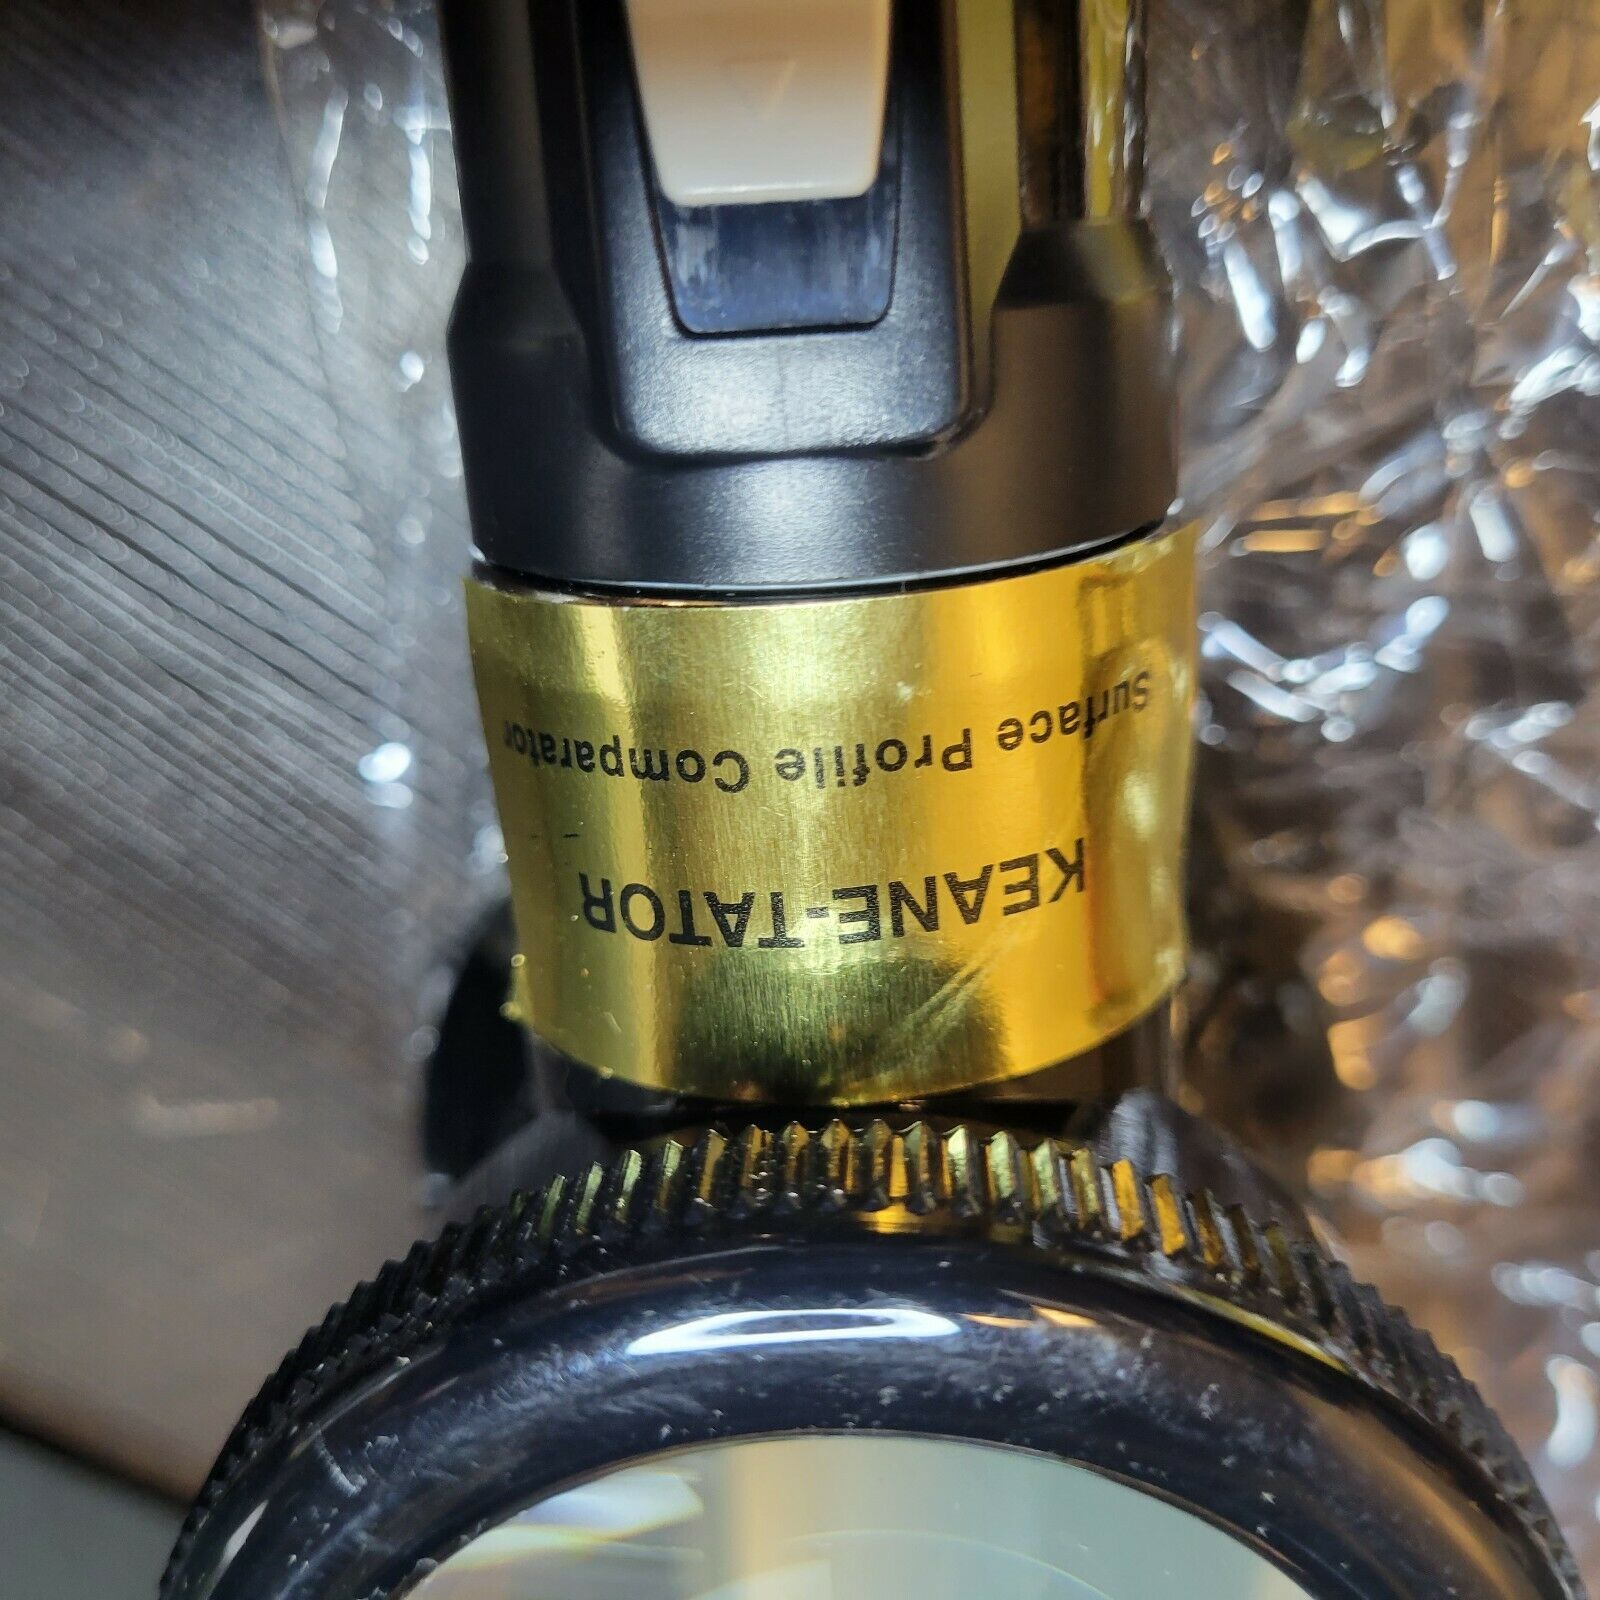 KEANE-TATOR
Surface Profile Comparator